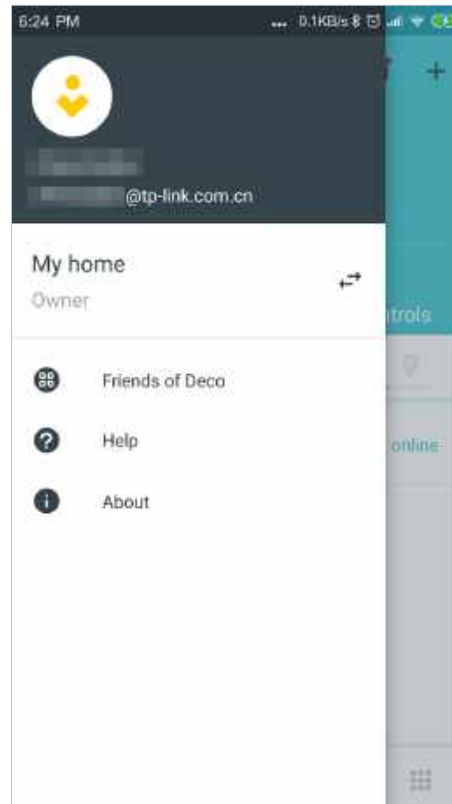 6:24 PM ... 0.1KB/s
@tp-link.com.cn
My home
Owner
trols
Friends of Deco
Help
online
About